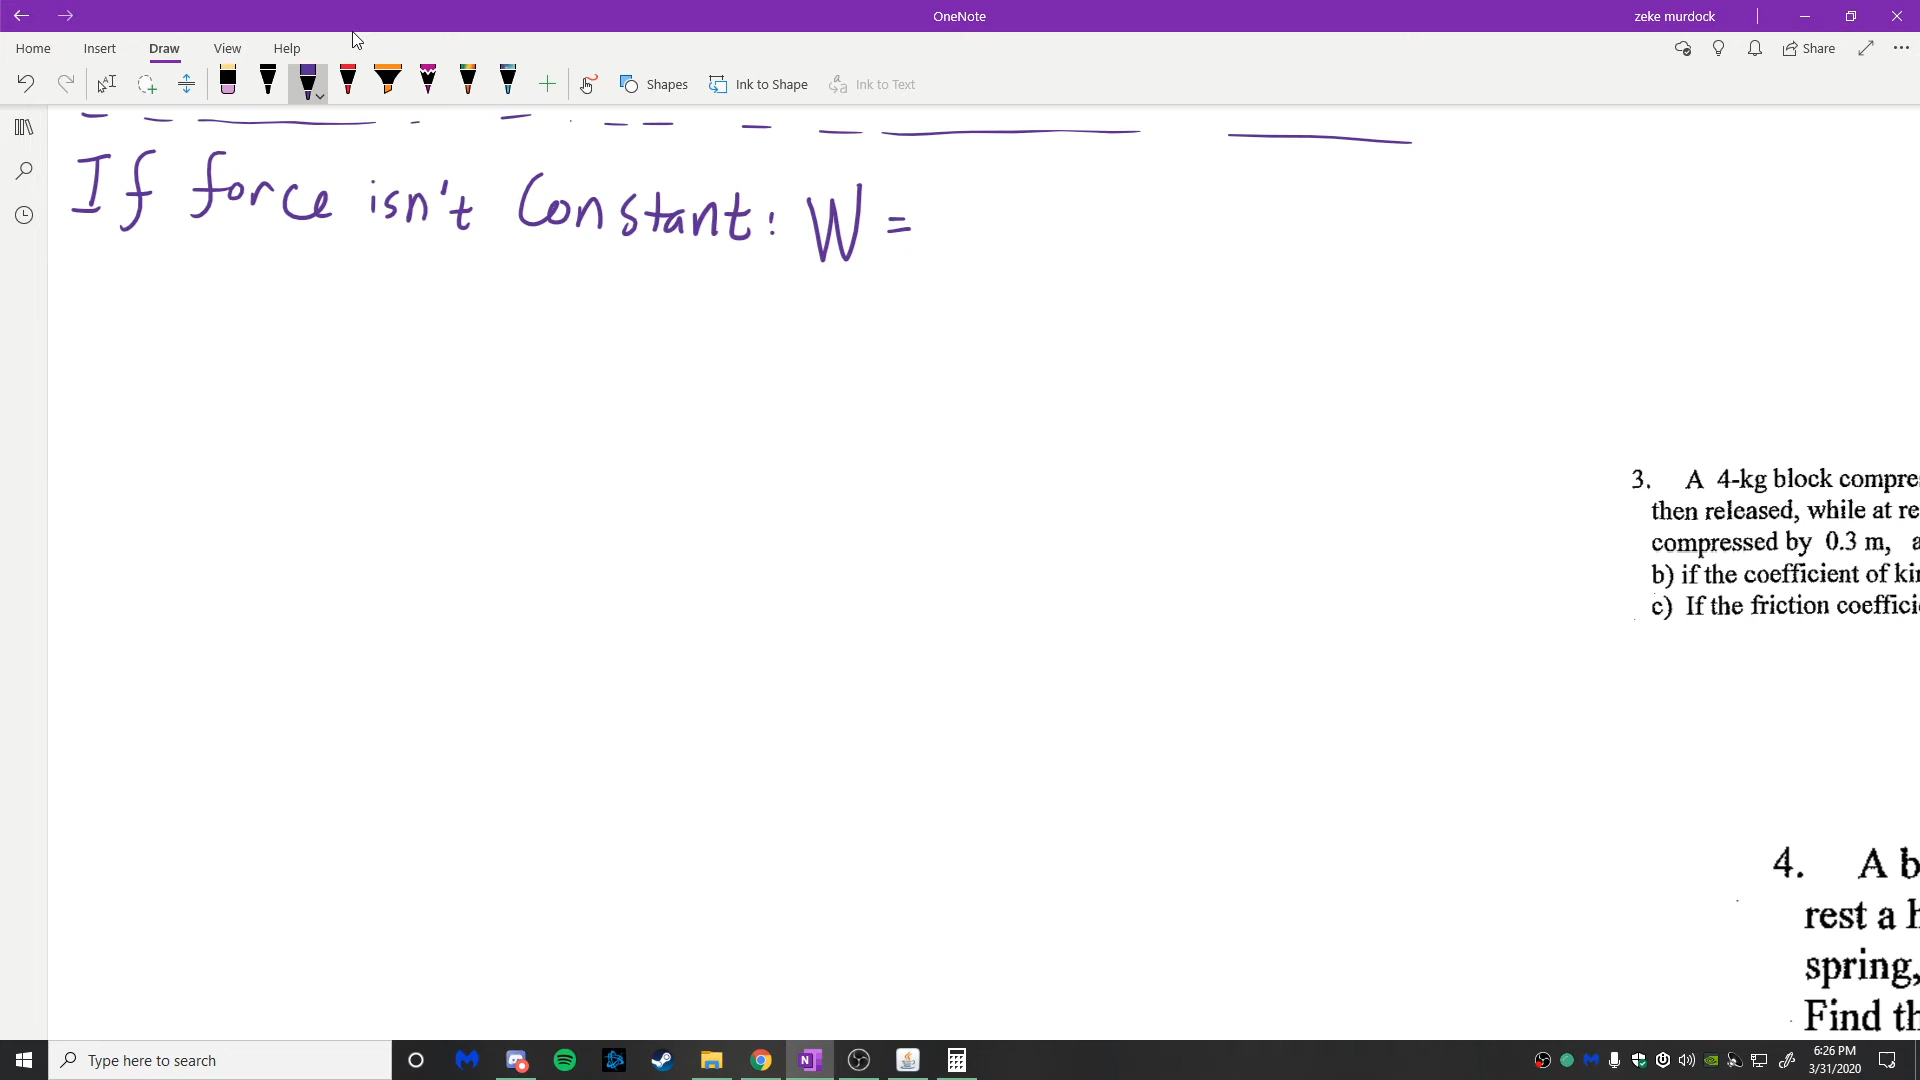 OneNote
zeke murdock
Home Insert Draw View Help
Share
Shapes
Ink to Shape
Ink to Text
If force isn't constant: W =
3. A 4-kg block compre
then released, while at re
compressed by 0.3 m, a
b) if the coefficient of ki
c) If the friction coeffici
4. A b
rest a h
spring,
Find th
Type here to search
6:26 PM
3/31/2020